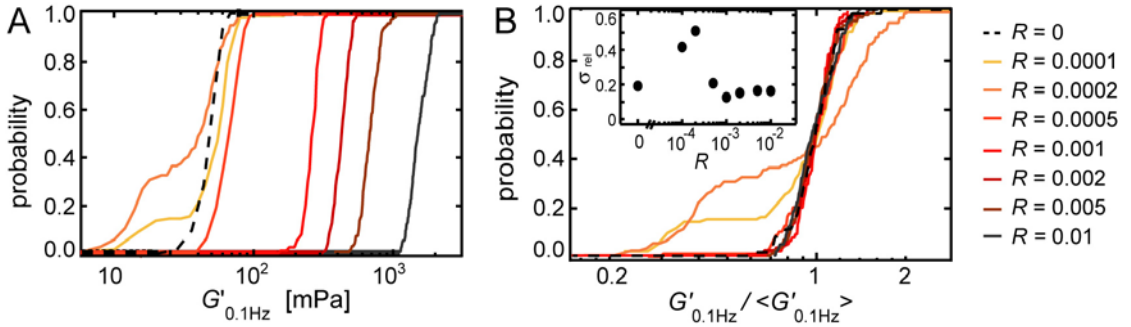 A
probability
1.0
0.8
0.6
0.4
0.2
0.0
10
10²
10³
G'0.1Hz [mPa]
B
probability
1.0
0.8
0.6
0.4
0.2
0.0
0.2
1
2
G'0.1Hz / <G'0.1Hz>
σrel
0.6
0.4
0.2
0
0
10⁻⁴
10⁻³
10⁻²
R
R = 0
R = 0.0001
R = 0.0002
R = 0.0005
R = 0.001
R = 0.002
R = 0.005
R = 0.01